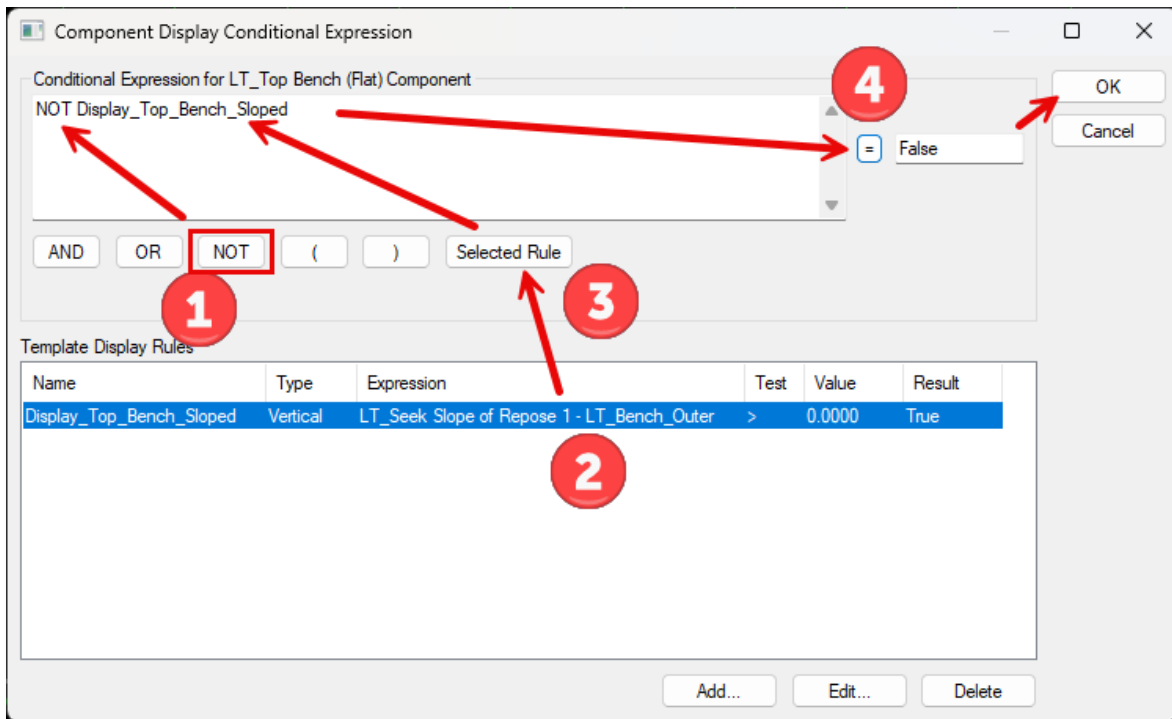 Component Display Conditional Expression
Conditional Expression for LT_Top Bench (Flat) Component
NOT Display_Top_Bench_Sloped
4
= False
OK
Cancel
AND OR NOT ( ) Selected Rule
1
3
Template Display Rules
Name Type Expression Test Value Result
Display_Top_Bench_Sloped Vertical LT_Seek Slope of Repose 1 - LT_Bench_Outer > 0.0000 True
2
Add... Edit... Delete